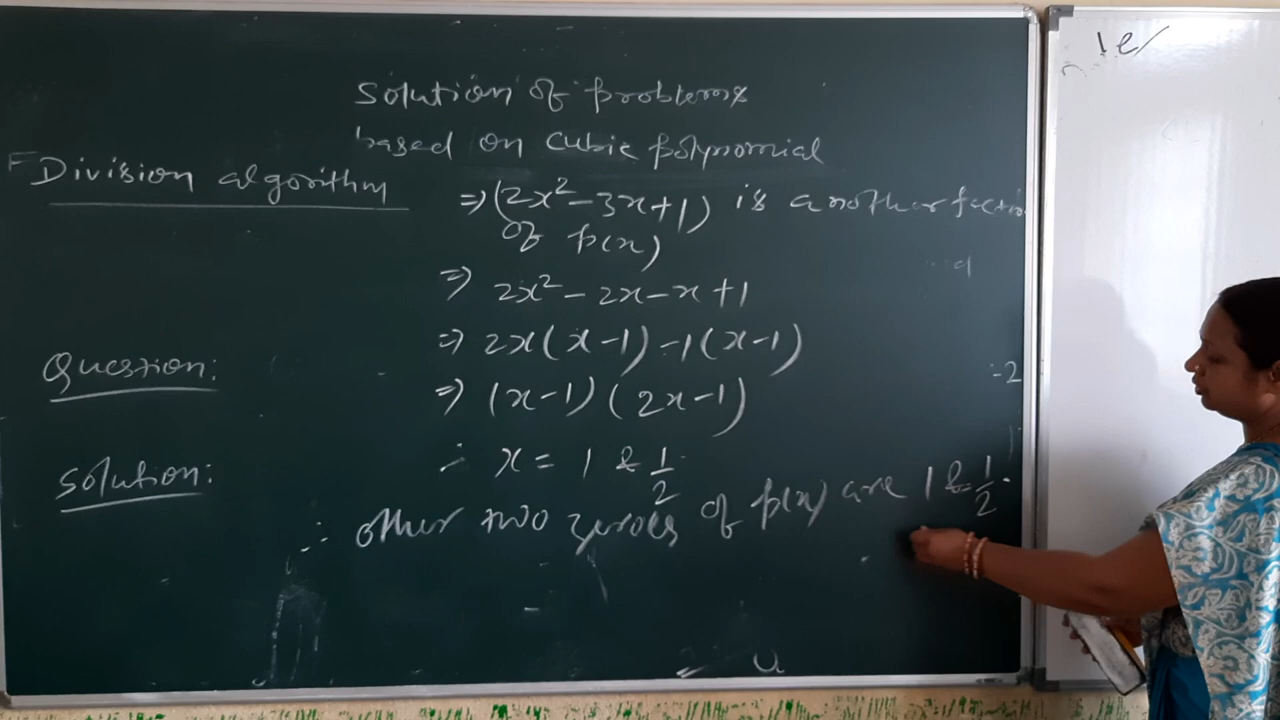 Solution of problems
based on Cubic polynomial
Division algorithm
⇒ (2x² - 3x + 1) is another factor
of p(x)
⇒ 2x² - 2x - x + 1
⇒ 2x(x-1) - 1(x-1)
Question:
⇒ (x-1)(2x-1)
-2
Solution:
∴ x = 1 & 1/2
∴ other two zeroes of p(x) are 1 & 1/2.